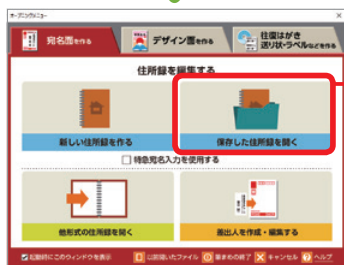 オープニングメニュー
宛名面を作る
デザイン面を作る
往復はがき
送り状・ラベルなどを作る
住所録を編集する
新しい住所録を作る
保存した住所録を開く
特急宛名入力を使用する
他形式の住所録を開く
差出人を作成・編集する
起動時にこのウィンドウを表示
以前開いたファイル
筆まめの終了
キャンセル
ヘルプ